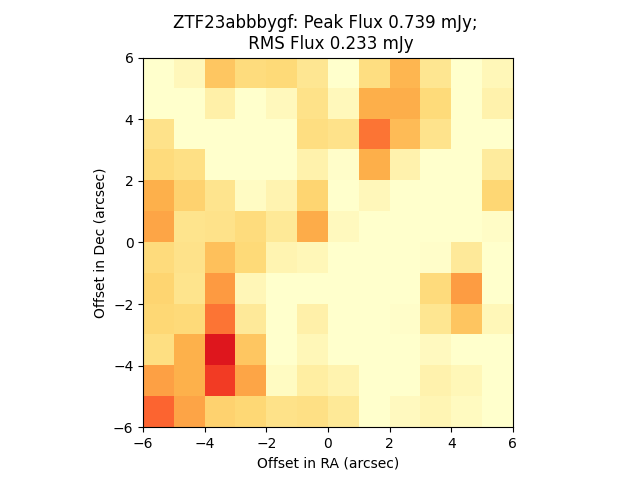 ZTF23abbbygf: Peak Flux 0.739 mJy;
RMS Flux 0.233 mJy
6
4
2
0
−2
−4
−6
Offset in Dec (arcsec)
−6 −4 −2 0 2 4 6
Offset in RA (arcsec)